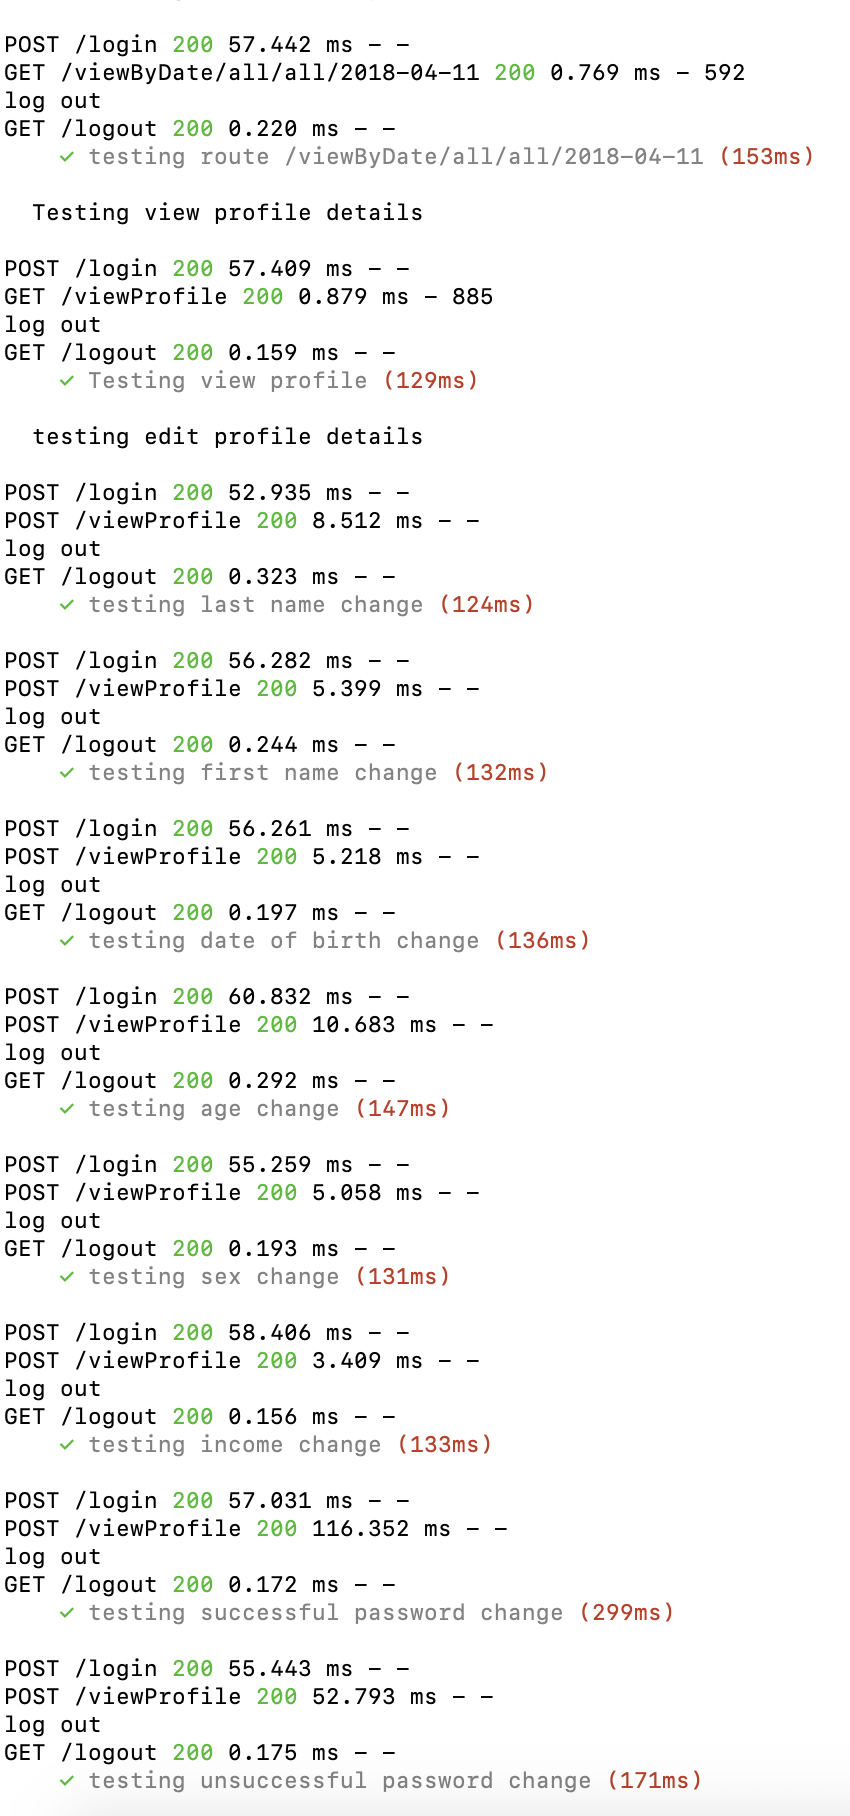 POST /login 200 57.442 ms - -
GET /viewByDate/all/all/2018-04-11 200 0.769 ms - 592
log out
GET /logout 200 0.220 ms - -
✓ testing route /viewByDate/all/all/2018-04-11 (153ms)
Testing view profile details
POST /login 200 57.409 ms - -
GET /viewProfile 200 0.879 ms - 885
log out
GET /logout 200 0.159 ms - -
✓ Testing view profile (129ms)
testing edit profile details
POST /login 200 52.935 ms - -
POST /viewProfile 200 8.512 ms - -
log out
GET /logout 200 0.323 ms - -
✓ testing last name change (124ms)
POST /login 200 56.282 ms - -
POST /viewProfile 200 5.399 ms - -
log out
GET /logout 200 0.244 ms - -
✓ testing first name change (132ms)
POST /login 200 56.261 ms - -
POST /viewProfile 200 5.218 ms - -
log out
GET /logout 200 0.197 ms - -
✓ testing date of birth change (136ms)
POST /login 200 60.832 ms - -
POST /viewProfile 200 10.683 ms - -
log out
GET /logout 200 0.292 ms - -
✓ testing age change (147ms)
POST /login 200 55.259 ms - -
POST /viewProfile 200 5.058 ms - -
log out
GET /logout 200 0.193 ms - -
✓ testing sex change (131ms)
POST /login 200 58.406 ms - -
POST /viewProfile 200 3.409 ms - -
log out
GET /logout 200 0.156 ms - -
✓ testing income change (133ms)
POST /login 200 57.031 ms - -
POST /viewProfile 200 116.352 ms - -
log out
GET /logout 200 0.172 ms - -
✓ testing successful password change (299ms)
POST /login 200 55.443 ms - -
POST /viewProfile 200 52.793 ms - -
log out
GET /logout 200 0.175 ms - -
✓ testing unsuccessful password change (171ms)